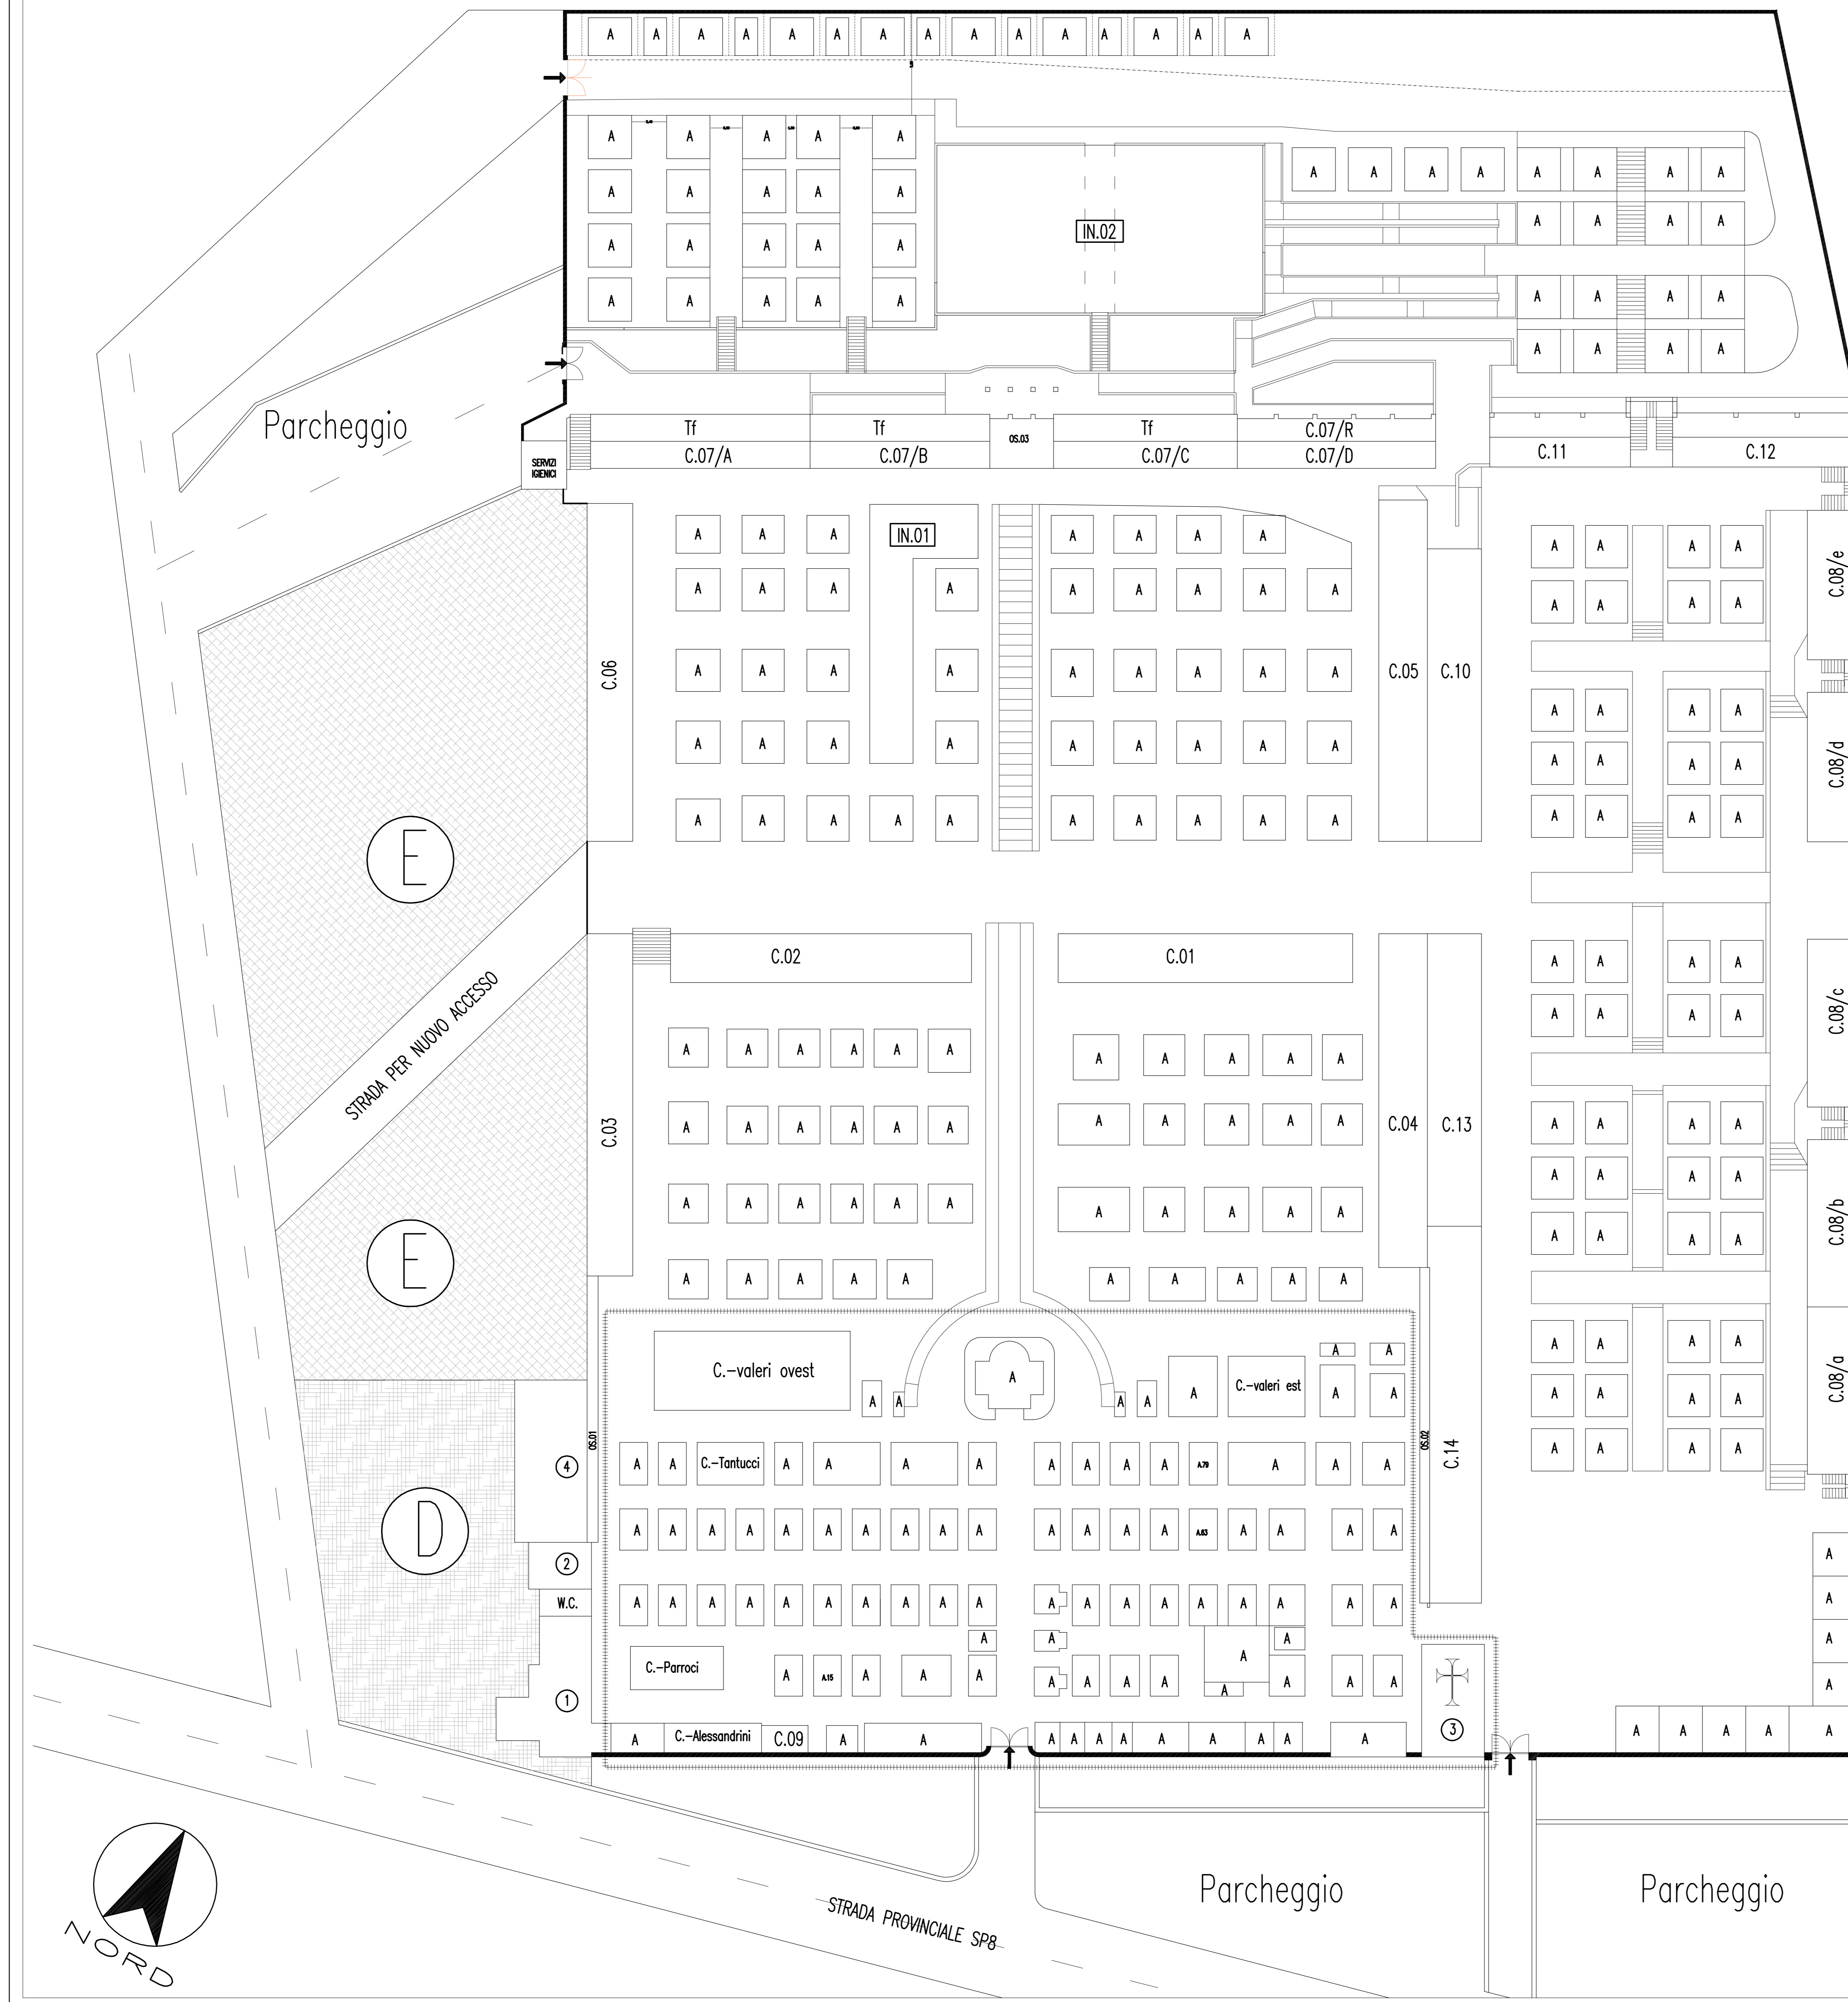 A A A A A A A A A A A A A A A
A A A A A
A A A A A A A A
A A A A A
A A A A
IN.02
A A A A A
A A A A
A A A A A
A A A A
Parcheggio
Tf Tf Tf C.07/R
OS.03
C.07/A C.07/B C.07/C C.07/D
C.11 C.12
SERVIZI
IGIENICI
A A A IN.01 A A A A
A A A A
A A A A A A A A A
A A A A
C.08/e
C.06
A A A A A A A A A
C.05 C.10
A A A A
A A A A A A A A A
A A A A
C.08/d
A A A A A A A A A A
A A A A
E
C.02 C.01
A A A A
STRADA PER NUOVO ACCESSO
A A A A
C.08/c
A A A A A A
A A A A A
C.03
A A A A A A
A A A A A
C.04 C.13
A A A A
A A A A
A A A A A A
A A A A A
A A A A
C.08/b
E
A A A A A
A A A A A
A A A A
C.08/a
A A
C.-valeri ovest
A
C.-valeri est
A A A A A A A
A A A A
OS.01
OS.02
C.14
A A A A
4
A A C.-Tantucci A A A A
A A A A A.79 A A A
D
A A A A A A A A A A
A A A A A.63 A A A A
A
2
W.C.
A A A A A A A A A A
A A A A A A A A A
A
A A A
A
C.-Parroci
A A.15 A A A
A A A A A A A A
A
A
1
3
A C.-Alessandrini C.09 A A
A A A A A A A A A
A A A A A
STRADA PROVINCIALE SP8
Parcheggio
Parcheggio
NORD